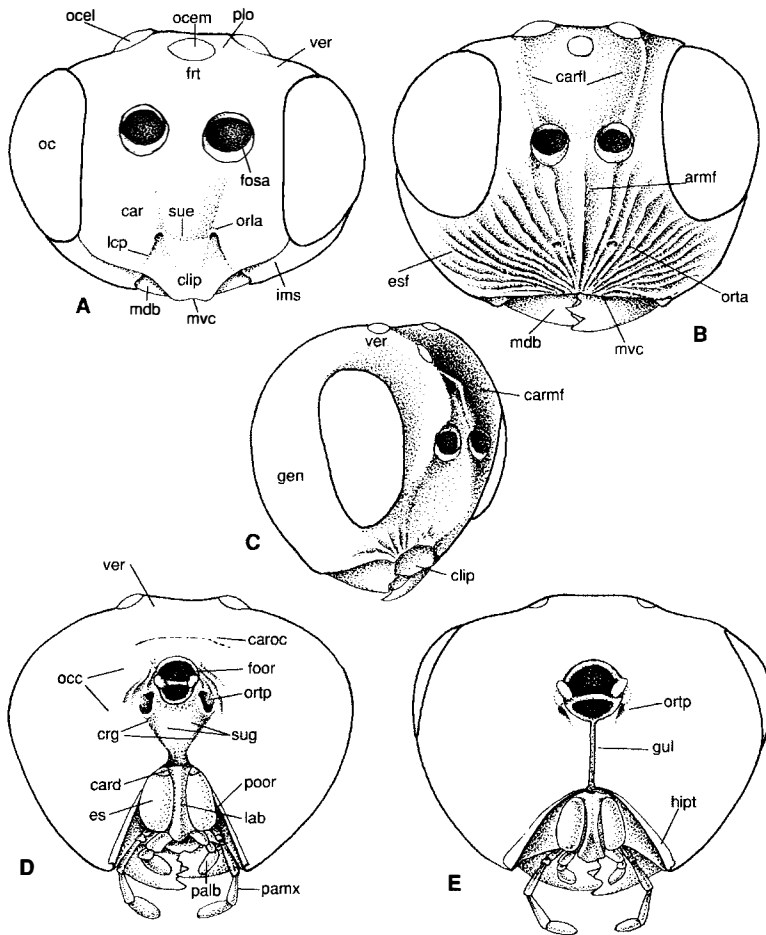 ocel
ocem
plo
ver
frt
oc
fosa
car
sue
orla
lcp
clip
ims
mdb
mvc
A
carfl
armf
esf
orta
mdb
mvc
B
ver
carmf
gen
clip
C
ver
caroc
foor
occ
ortp
crg
sug
card
poor
es
lab
palb
pamx
D
ortp
gul
hipt
E